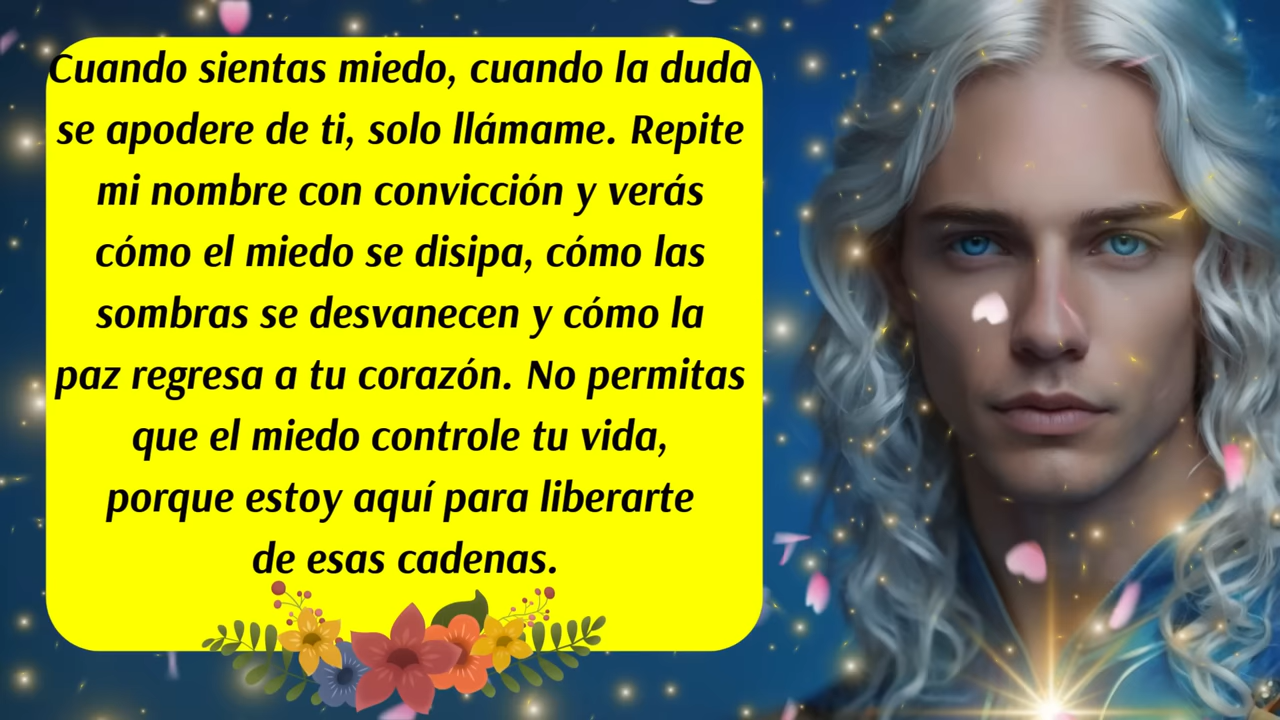 Cuando sientas miedo, cuando la duda
se apodere de ti, solo llámame. Repite
mi nombre con convicción y verás
cómo el miedo se disipa, cómo las
sombras se desvanecen y cómo la
paz regresa a tu corazón. No permitas
que el miedo controle tu vida,
porque estoy aquí para liberarte
de esas cadenas.